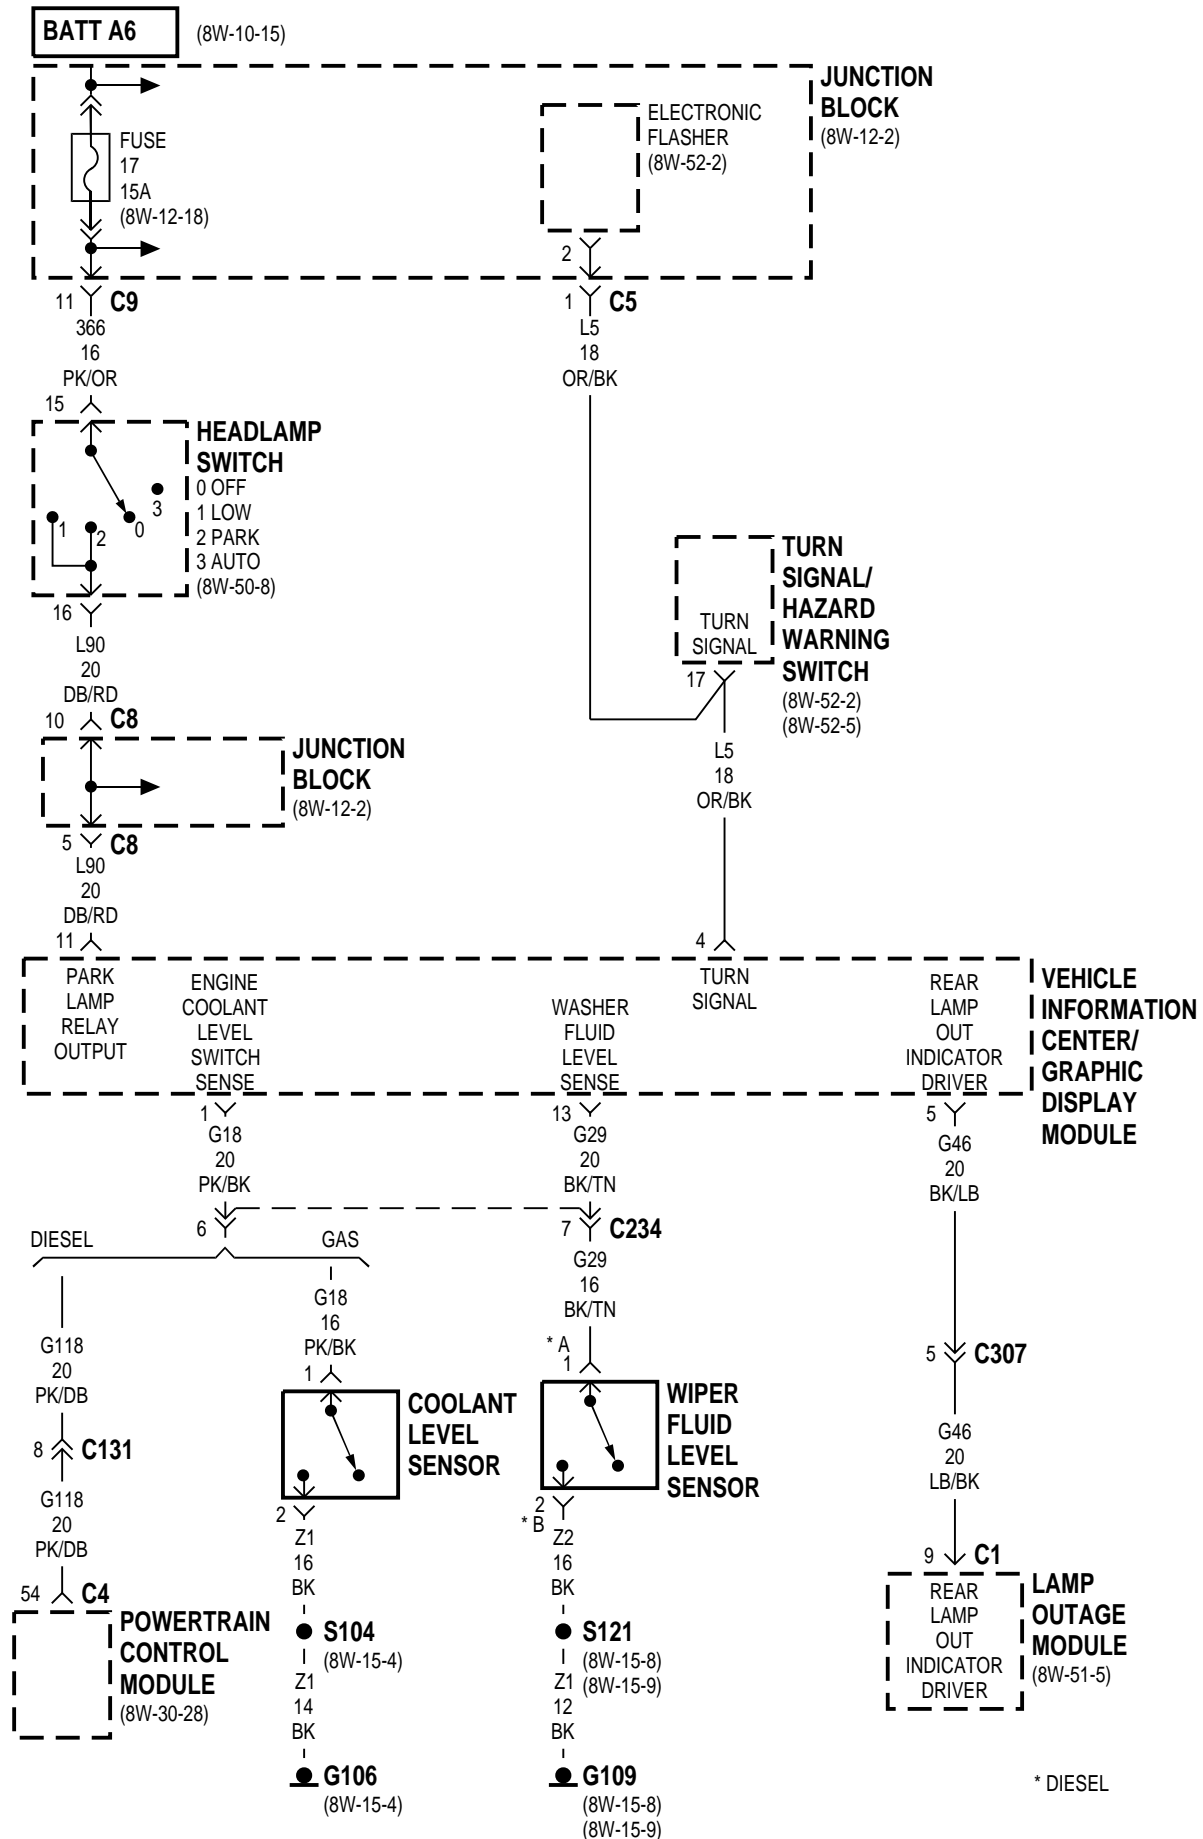 BATT A6
(8W-10-15)
JUNCTION
BLOCK
(8W-12-2)
FUSE
17
15A
(8W-12-18)
ELECTRONIC
FLASHER
(8W-52-2)
2
11
C9
366
16
PK/OR
15
1
C5
L5
18
OR/BK
HEADLAMP
SWITCH
0 OFF
1 LOW
2 PARK
3 AUTO
(8W-50-8)
1
2
0
3
16
L90
20
DB/RD
10
C8
TURN
SIGNAL
17
TURN
SIGNAL/
HAZARD
WARNING
SWITCH
(8W-52-2)
(8W-52-5)
JUNCTION
BLOCK
(8W-12-2)
5
C8
L90
20
DB/RD
11
L5
18
OR/BK
4
PARK
LAMP
RELAY
OUTPUT
ENGINE
COOLANT
LEVEL
SWITCH
SENSE
WASHER
FLUID
LEVEL
SENSE
TURN
SIGNAL
REAR
LAMP
OUT
INDICATOR
DRIVER
VEHICLE
INFORMATION
CENTER/
GRAPHIC
DISPLAY
MODULE
1
G18
20
PK/BK
6
13
G29
20
BK/TN
7
C234
G29
16
BK/TN
* A
1
5
G46
20
BK/LB
5
C307
G46
20
LB/BK
9
C1
DIESEL
GAS
G118
20
PK/DB
8
C131
G118
20
PK/DB
54
C4
POWERTRAIN
CONTROL
MODULE
(8W-30-28)
G18
16
PK/BK
1
COOLANT
LEVEL
SENSOR
2
Z1
16
BK
S104
(8W-15-4)
Z1
14
BK
G106
(8W-15-4)
WIPER
FLUID
LEVEL
SENSOR
2
* B
Z2
16
BK
S121
(8W-15-8)
(8W-15-9)
Z1
12
BK
G109
(8W-15-8)
(8W-15-9)
REAR
LAMP
OUT
INDICATOR
DRIVER
LAMP
OUTAGE
MODULE
(8W-51-5)
* DIESEL